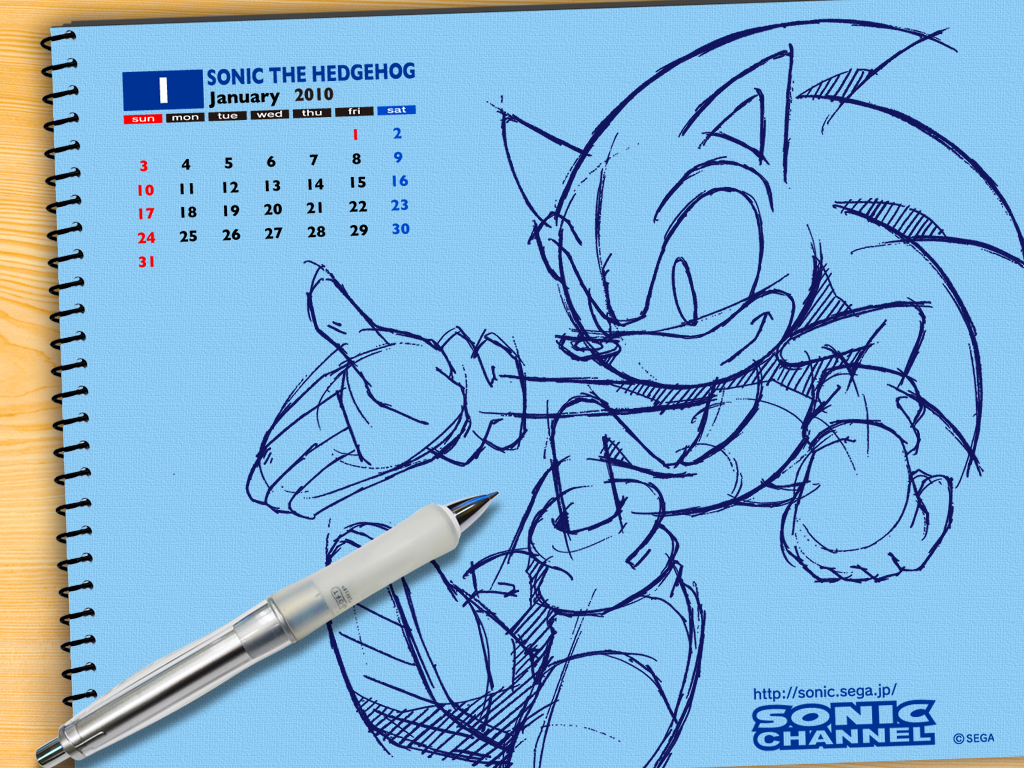 1
SONIC THE HEDGEHOG
January 2010
sun mon tue wed thu fri sat
1 2
3 4 5 6 7 8 9
10 11 12 13 14 15 16
17 18 19 20 21 22 23
24 25 26 27 28 29 30
31
http://sonic.sega.jp/
SONIC
CHANNEL
©SEGA